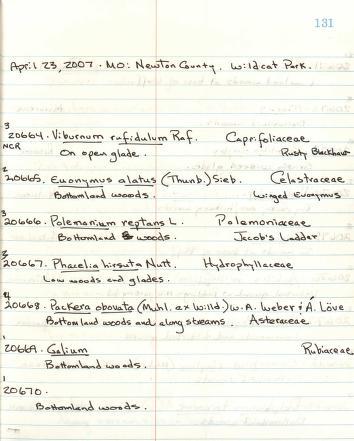 131
April 23, 2007. MO: Newton County. Wildcat Park.
3
20664. Viburnum rufidulum Raf. Caprifoliaceae
NCR On open glade. Rusty Blackhaw
2
20665. Euonymus alatus (Thunb.) Sieb. Celastraceae
Bottomland woods. Winged Euonymus
3
20666. Polemonium reptans L. Polemoniaceae
Bottomland woods. Jacob's Ladder
3
20667. Phacelia hirsuta Nutt. Hydrophyllaceae
Low woods and glades.
4
20668. Packera obovata (Muhl. ex Willd.) W. A. Weber & Á. Löve
Bottomland woods and along streams. Asteraceae
1
20669. Galium Rubiaceae
Bottomland woods.
1
20670.
Bottomland woods.